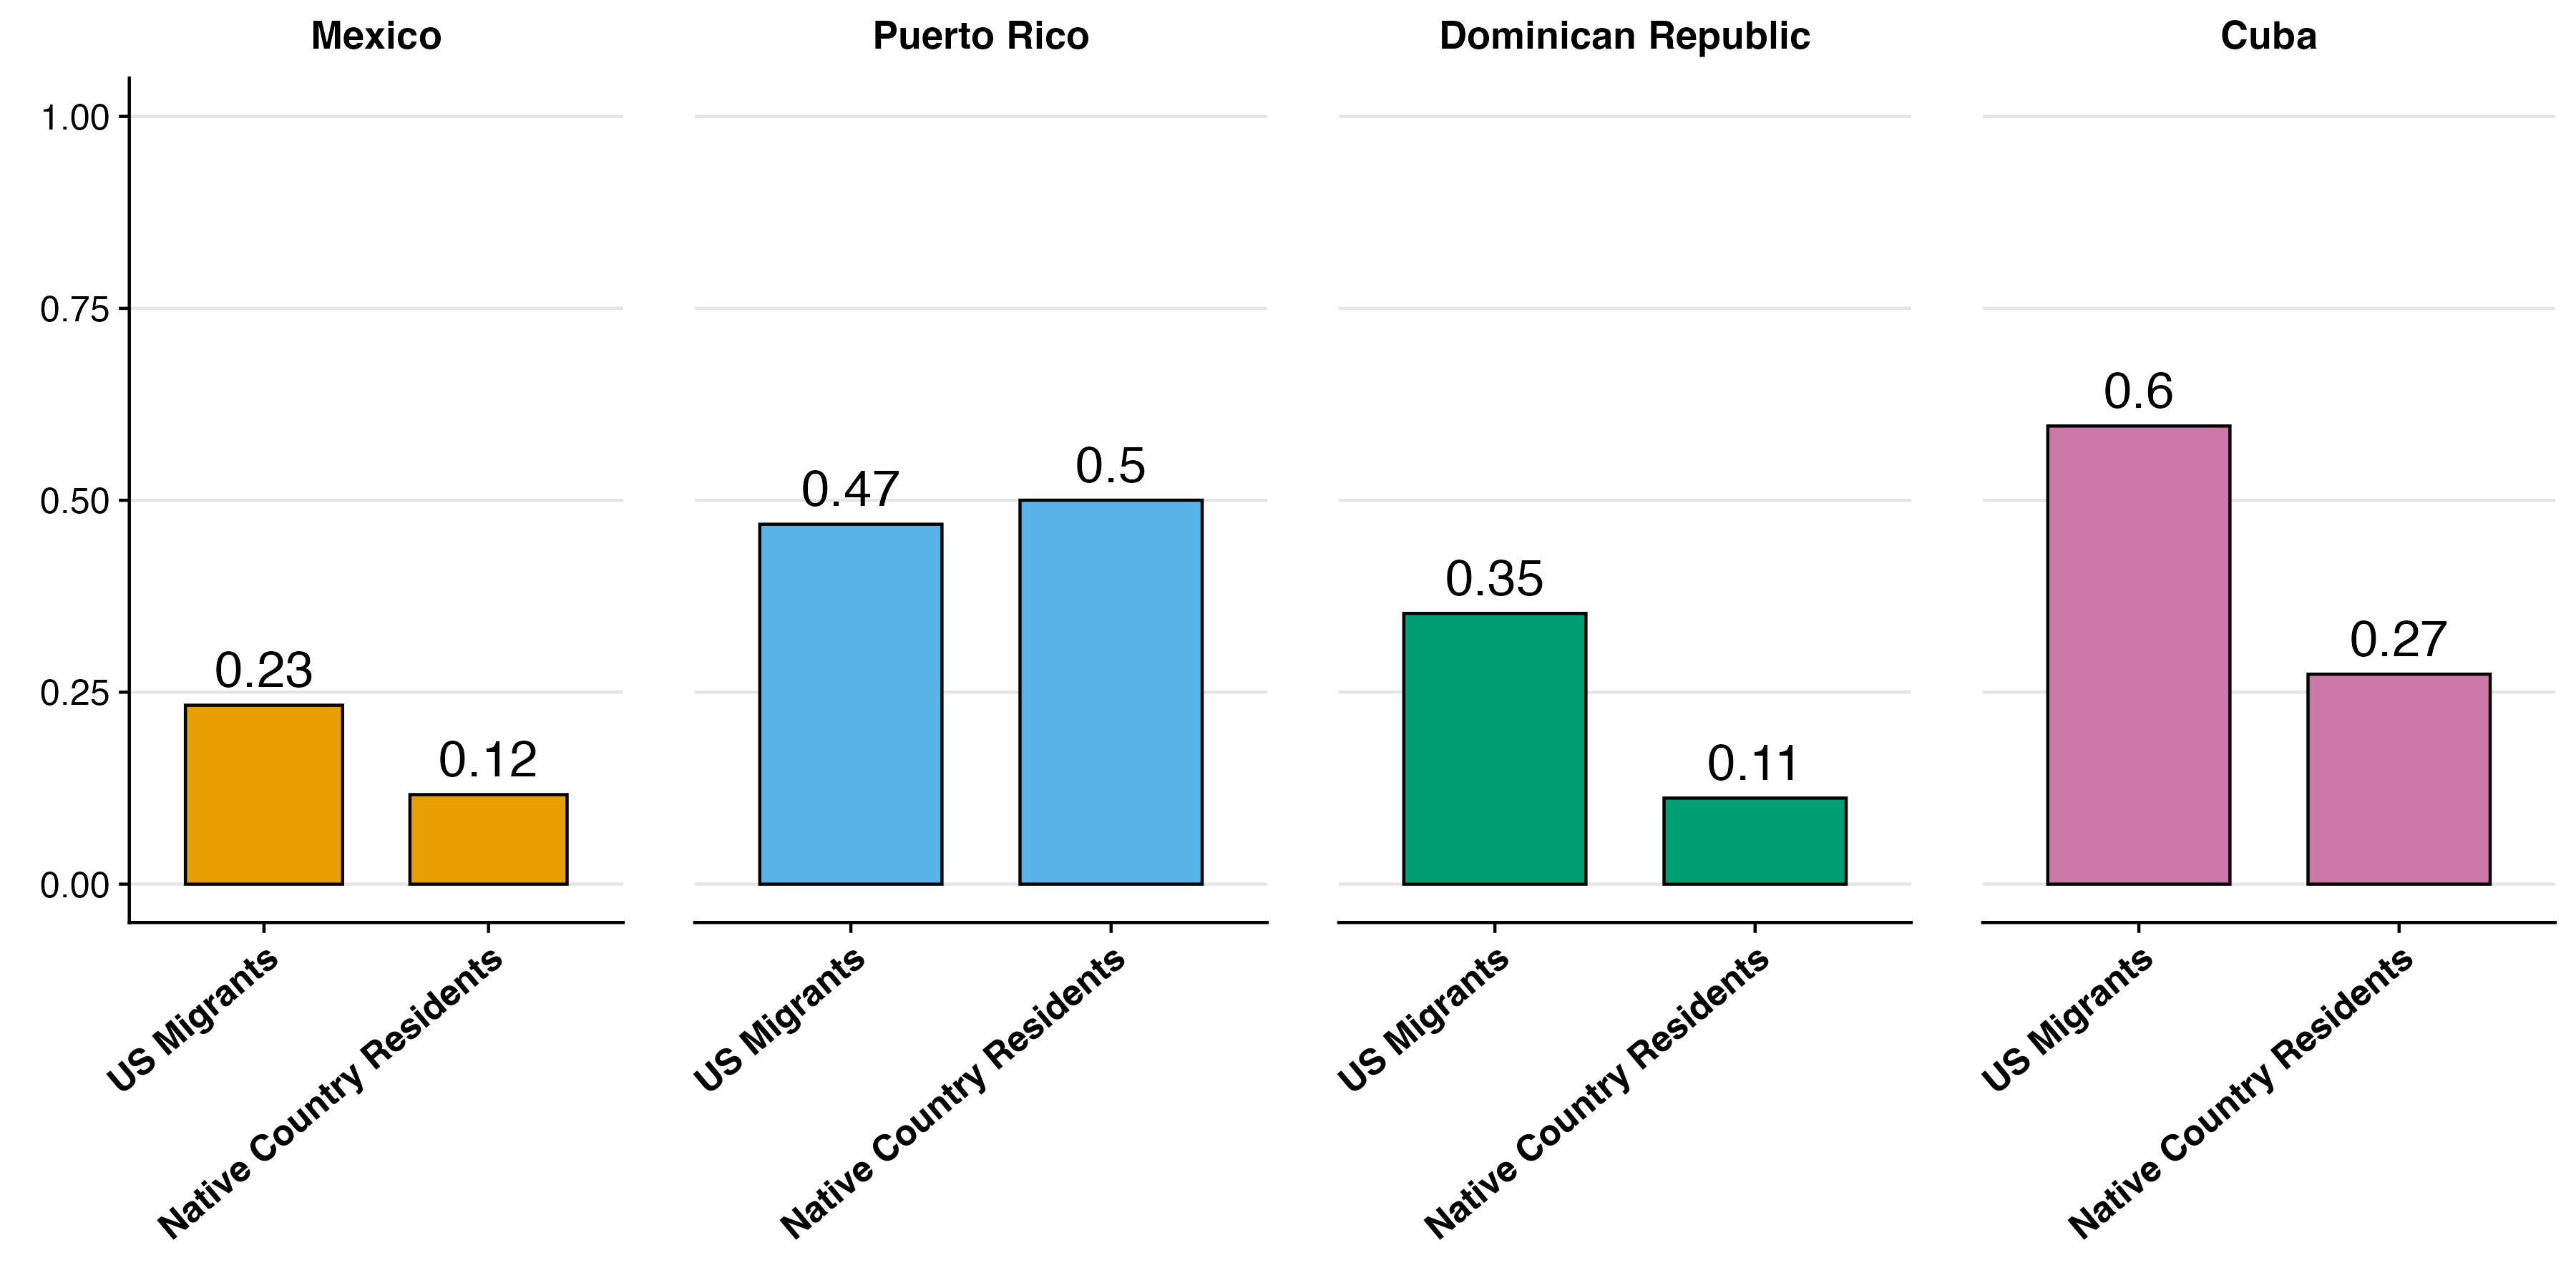 Mexico
Puerto Rico
Dominican Republic
Cuba
1.00
0.75
0.50
0.25
0.00
0.23
0.12
0.47
0.5
0.35
0.11
0.6
0.27
US Migrants
Native Country Residents
US Migrants
Native Country Residents
US Migrants
Native Country Residents
US Migrants
Native Country Residents